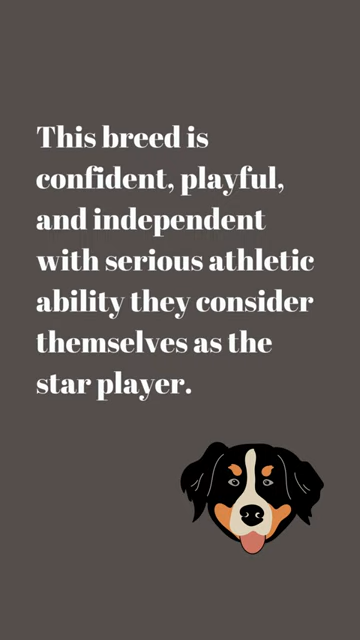 This breed is
confident, playful,
and independent
with serious athletic
ability they consider
themselves as the
star player.